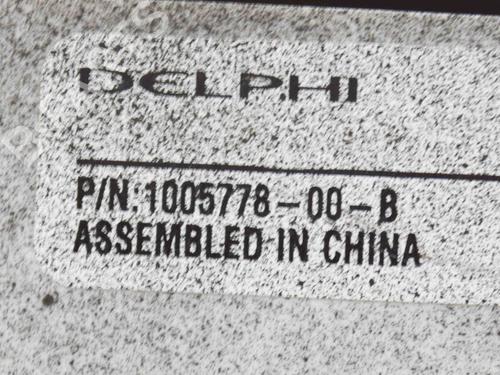 DELPHI
P/N:1005778-00-B
ASSEMBLED IN CHINA